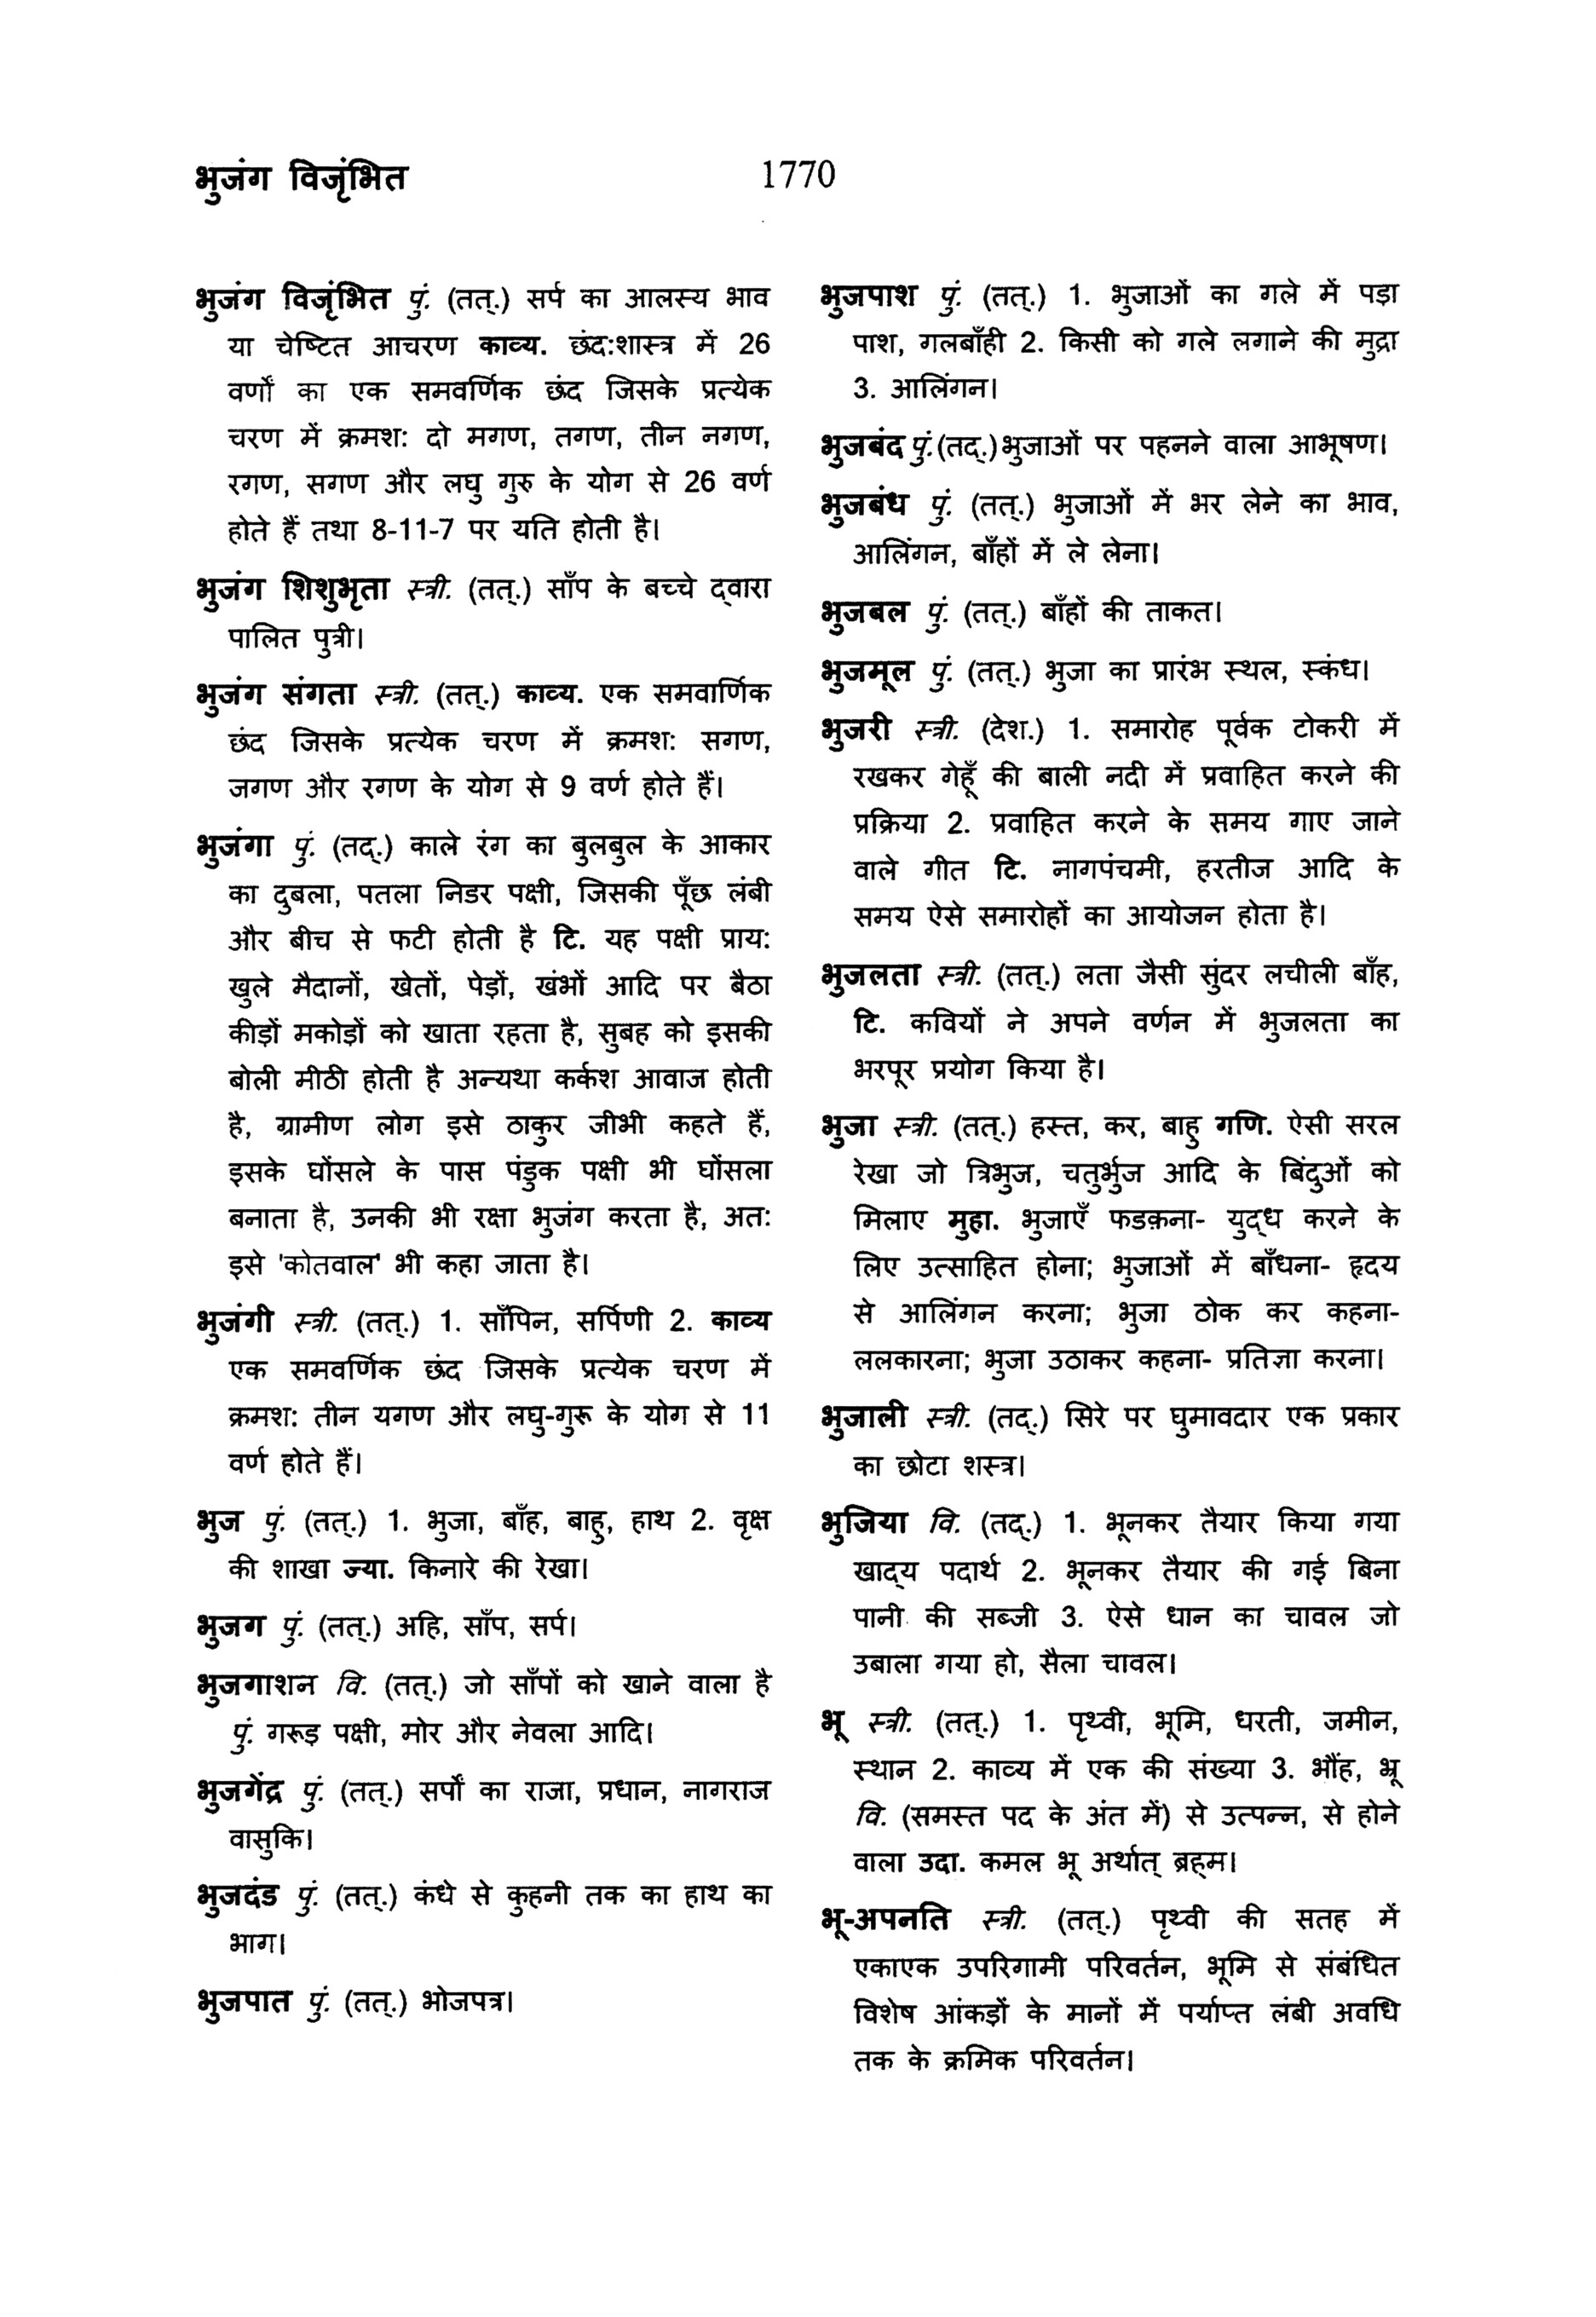 भुजंग विजृंभित
1770
भुजंग विजृंभित पुं. (तत्.) सर्प का आलस्य भाव
या चेष्टित आचरण काव्य. छंद:शास्त्र में 26
वर्णों का एक समवर्णिक छंद जिसके प्रत्येक
चरण में क्रमश: दो मगण, तगण, तीन नगण,
रगण, सगण और लघु गुरु के योग से 26 वर्ण
होते हैं तथा 8-11-7 पर यति होती है।
भुजंग शिशुभृता स्त्री. (तत्.) साँप के बच्चे द्वारा
पालित पुत्री।
भुजंग संगता स्त्री. (तत्.) काव्य. एक समवार्णिक
छंद जिसके प्रत्येक चरण में क्रमश: सगण,
जगण और रगण के योग से 9 वर्ण होते हैं।
भुजंगा पुं. (तद्.) काले रंग का बुलबुल के आकार
का दुबला, पतला निडर पक्षी, जिसकी पूँछ लंबी
और बीच से फटी होती है टि. यह पक्षी प्राय:
खुले मैदानों, खेतों, पेड़ों, खंभों आदि पर बैठा
कीड़ों मकोड़ों को खाता रहता है, सुबह को इसकी
बोली मीठी होती है अन्यथा कर्कश आवाज होती
है, ग्रामीण लोग इसे ठाकुर जीभी कहते हैं,
इसके घोंसले के पास पंडुक पक्षी भी घोंसला
बनाता है, उनकी भी रक्षा भुजंग करता है, अत:
इसे 'कोतवाल' भी कहा जाता है।
भुजंगी स्त्री. (तत्.) 1. साँपिन, सर्पिणी 2. काव्य
एक समवर्णिक छंद जिसके प्रत्येक चरण में
क्रमश: तीन यगण और लघु-गुरू के योग से 11
वर्ण होते हैं।
भुज पुं. (तत्.) 1. भुजा, बाँह, बाहु, हाथ 2. वृक्ष
की शाखा ज्या. किनारे की रेखा।
भुजग पुं. (तत्.) अहि, साँप, सर्प।
भुजगाशन वि. (तत्.) जो साँपों को खाने वाला है
पुं. गरूड़ पक्षी, मोर और नेवला आदि।
भुजगेंद्र पुं. (तत्.) सर्पों का राजा, प्रधान, नागराज
वासुकि।
भुजदंड पुं. (तत्.) कंधे से कुहनी तक का हाथ का
भाग।
भुजपात पुं. (तत्.) भोजपत्र।
भुजपाश पुं. (तत्.) 1. भुजाओं का गले में पड़ा
पाश, गलबाँही 2. किसी को गले लगाने की मुद्रा
3. आलिंगन।
भुजबंद पुं.(तद्.)भुजाओं पर पहनने वाला आभूषण।
भुजबंध पुं. (तत्.) भुजाओं में भर लेने का भाव,
आलिंगन, बाँहों में ले लेना।
भुजबल पुं. (तत्.) बाँहों की ताकत।
भुजमूल पुं. (तत्.) भुजा का प्रारंभ स्थल, स्कंध।
भुजरी स्त्री. (देश.) 1. समारोह पूर्वक टोकरी में
रखकर गेहूँ की बाली नदी में प्रवाहित करने की
प्रक्रिया 2. प्रवाहित करने के समय गाए जाने
वाले गीत टि. नागपंचमी, हरतीज आदि के
समय ऐसे समारोहों का आयोजन होता है।
भुजलता स्त्री. (तत्.) लता जैसी सुंदर लचीली बाँह,
टि. कवियों ने अपने वर्णन में भुजलता का
भरपूर प्रयोग किया है।
भुजा स्त्री. (तत्.) हस्त, कर, बाहु गणि. ऐसी सरल
रेखा जो त्रिभुज, चतुर्भुज आदि के बिंदुओं को
मिलाए मुहा. भुजाएँ फडक़ना- युद्ध करने के
लिए उत्साहित होना; भुजाओं में बाँधना- हृदय
से आलिंगन करना; भुजा ठोक कर कहना-
ललकारना; भुजा उठाकर कहना- प्रतिज्ञा करना।
भुजाली स्त्री. (तद्.) सिरे पर घुमावदार एक प्रकार
का छोटा शस्त्र।
भुजिया वि. (तद्.) 1. भूनकर तैयार किया गया
खाद्य पदार्थ 2. भूनकर तैयार की गई बिना
पानी की सब्जी 3. ऐसे धान का चावल जो
उबाला गया हो, सैला चावल।
भू स्त्री. (तत्.) 1. पृथ्वी, भूमि, धरती, जमीन,
स्थान 2. काव्य में एक की संख्या 3. भौंह, भ्रू
वि. (समस्त पद के अंत में) से उत्पन्न, से होने
वाला उदा. कमल भू अर्थात् ब्रह्म।
भू-अपनति स्त्री. (तत्.) पृथ्वी की सतह में
एकाएक उपरिगामी परिवर्तन, भूमि से संबंधित
विशेष आंकड़ों के मानों में पर्याप्त लंबी अवधि
तक के क्रमिक परिवर्तन।